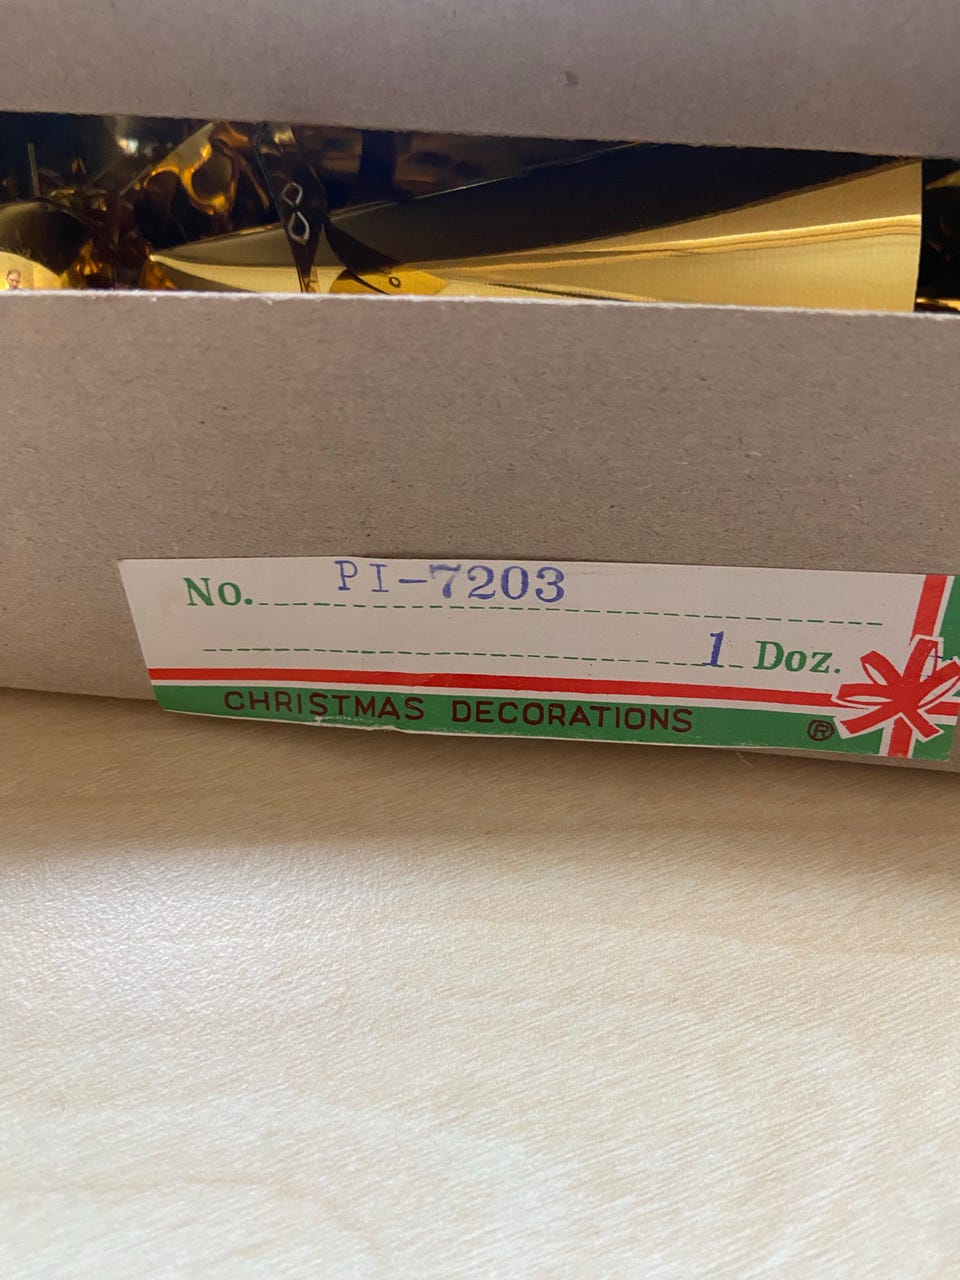 No. PI-7203
1 Doz.
CHRISTMAS DECORATIONS ®